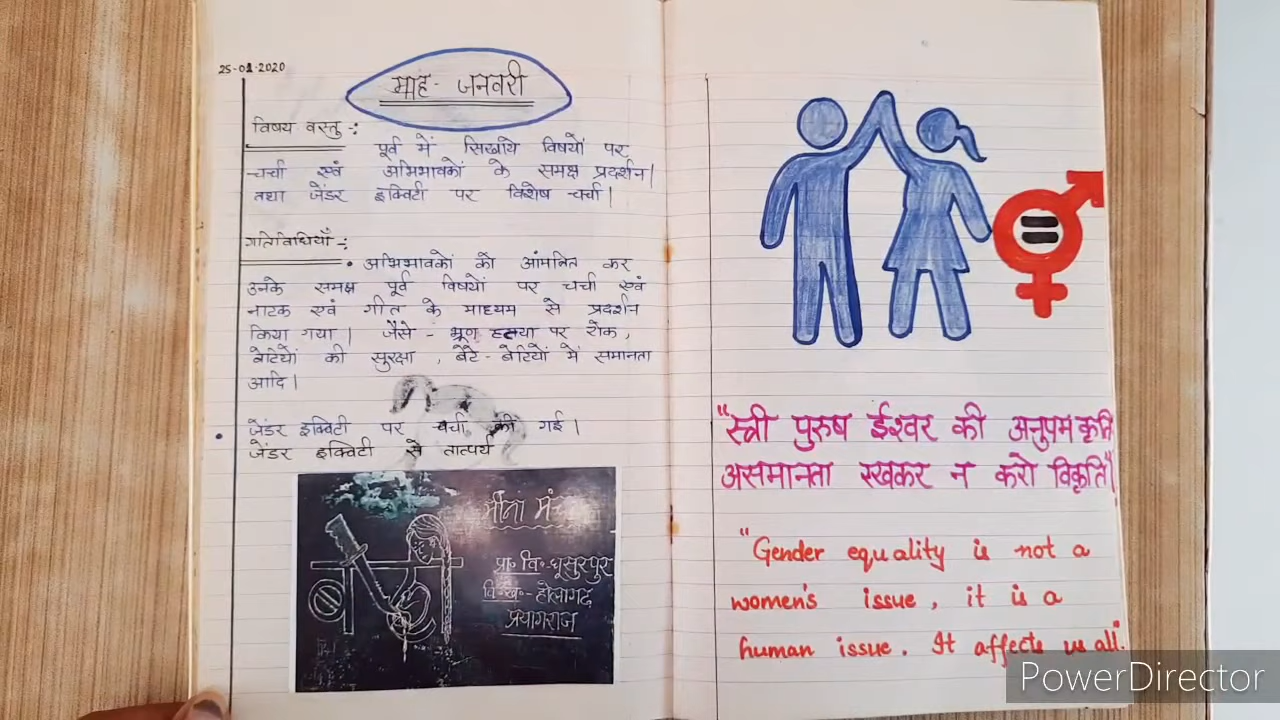 25-01-2020
माह - जनवरी
विषय वस्तु :-
पूर्व में सिखाये विषयों पर
चर्चा एवं अभिभावकों के समक्ष प्रदर्शन।
तथा जेंडर इक्विटी पर विशेष चर्चा।
गतिविधियाँ :-
• अभिभावकों को आंमत्रित कर
उनके समक्ष पूर्व विषयों पर चर्चा एवं
नाटक एवं गीत के माध्यम से प्रदर्शन
किया गया। जैसे - भ्रूण हत्या पर रोक,
बेटियों की सुरक्षा, बेटे - बेटियों में समानता
आदि।
• जेंडर इक्विटी पर चर्चा की गई।
जेंडर इक्विटी से तात्पर्य
मीना मंच
प्रा० वि०- धूसुरपुर
वि० ख०- होलागढ़
प्रयागराज
"स्त्री पुरुष ईश्वर की अनुपम कृति
असमानता रखकर न करो विकृति"
"Gender equality is not a
women's issue, it is a
human issue. It affects us all.
PowerDirector